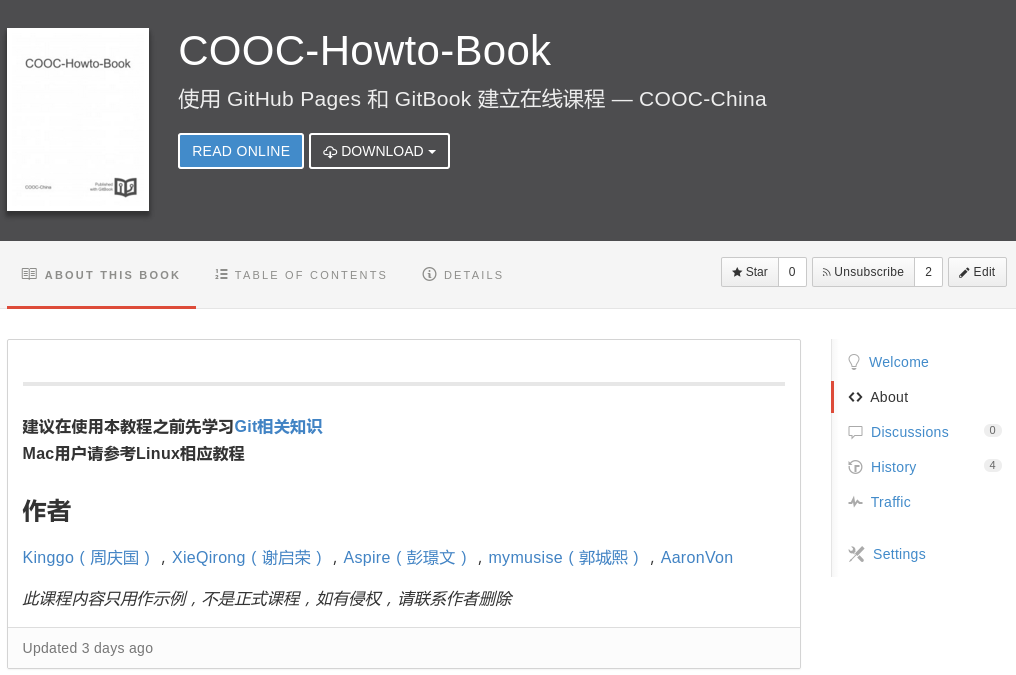 COOC-Howto-Book
COOC-China
Published
with GitBook
COOC-Howto-Book
使用 GitHub Pages 和 GitBook 建立在线课程 — COOC-China
READ ONLINE
DOWNLOAD
ABOUT THIS BOOK
TABLE OF CONTENTS
DETAILS
Star 0
Unsubscribe 2
Edit
建议在使用本教程之前先学习Git相关知识
Mac用户请参考Linux相应教程
作者
Kinggo（周庆国），XieQirong（谢启荣），Aspire（彭璟文），mymusise（郭城熙），AaronVon
此课程内容只用作示例，不是正式课程，如有侵权，请联系作者删除
Updated 3 days ago
Welcome
About
Discussions 0
History 4
Traffic
Settings